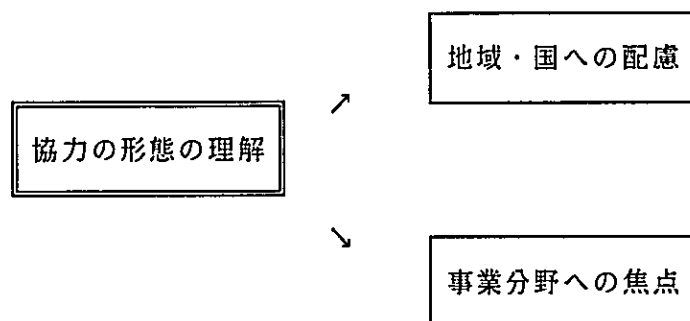 地域・国への配慮
↗
協力の形態の理解
↘
事業分野への焦点